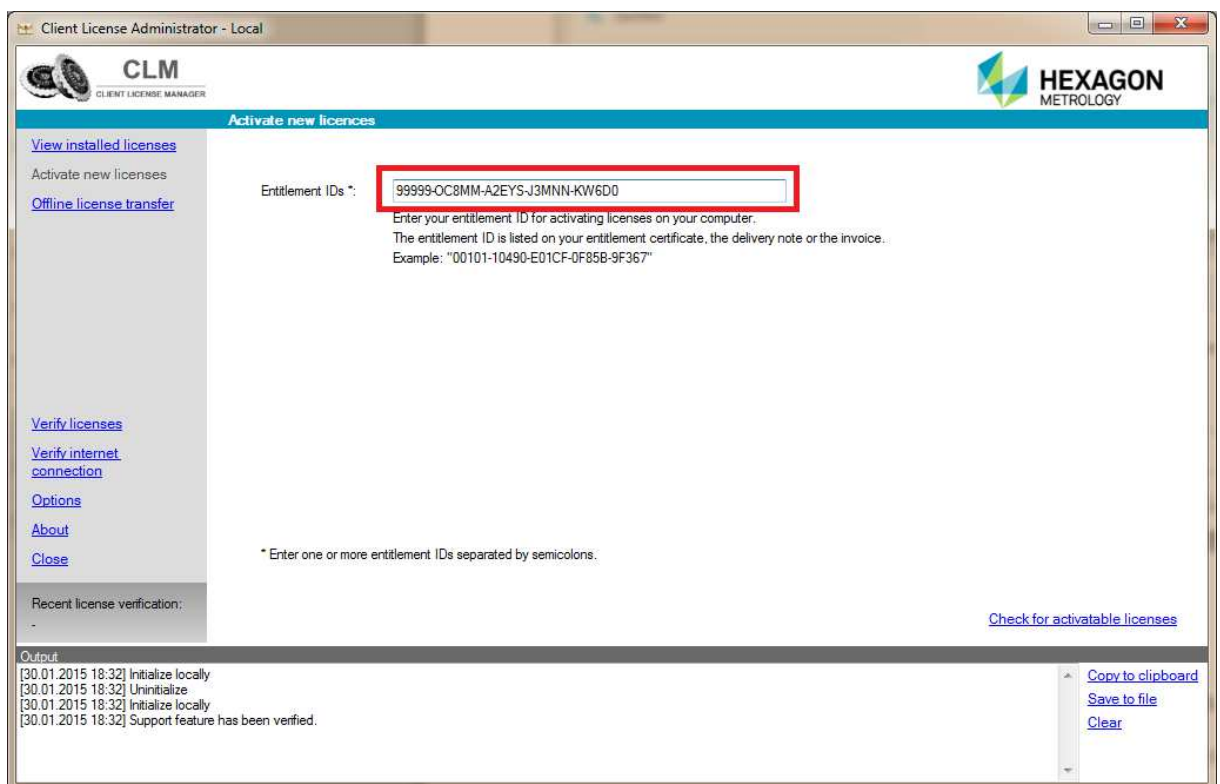 Client License Administrator - Local
CLM
CLIENT LICENSE MANAGER
HEXAGON
METROLOGY
Activate new licences
View installed licenses
Activate new licenses
Offline license transfer
Entitlement IDs *:
99999-OC8MM-A2EYS-J3MNN-KW6D0
Enter your entitlement ID for activating licenses on your computer.
The entitlement ID is listed on your entitlement certificate, the delivery note or the invoice.
Example: "00101-10490-E01CF-0F85B-9F367"
Verify licenses
Verify internet
connection
Options
About
Close
* Enter one or more entitlement IDs separated by semicolons.
Recent license verification:
-
Check for activatable licenses
Output
[30.01.2015 18:32] Initialize locally
[30.01.2015 18:32] Uninitialize
[30.01.2015 18:32] Initialize locally
[30.01.2015 18:32] Support feature has been verified.
Copy to clipboard
Save to file
Clear